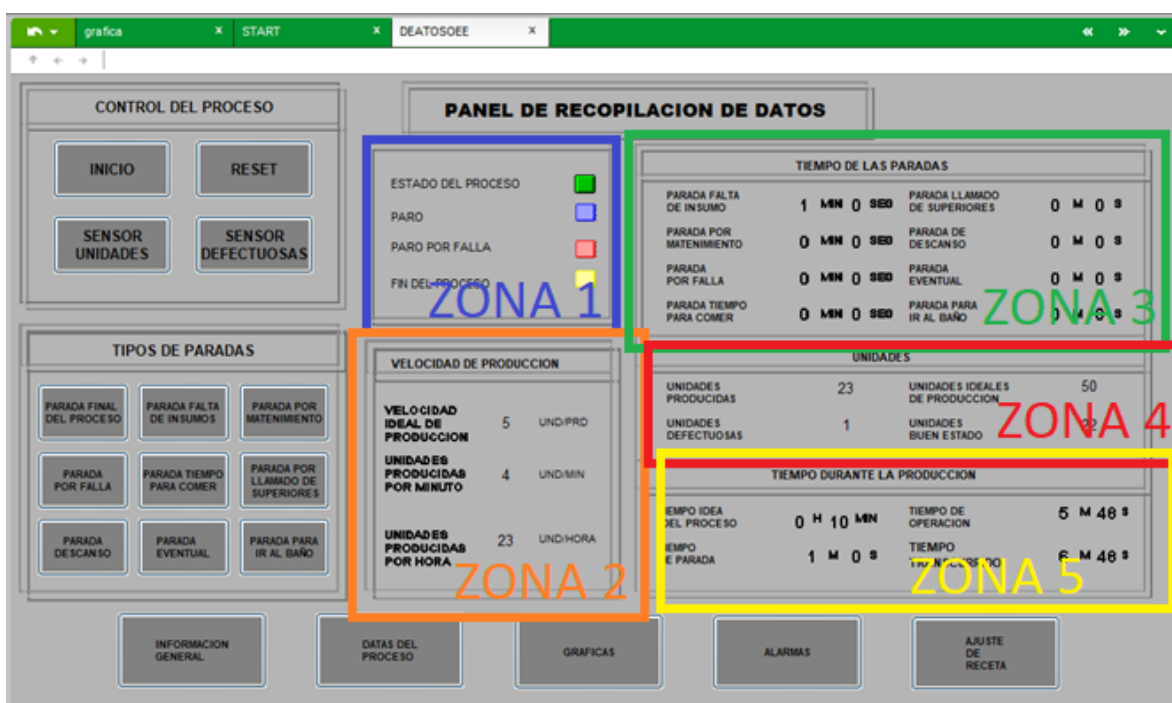 grafica x START x DEATOSOEE x
CONTROL DEL PROCESO
INICIO
RESET
SENSOR
UNIDADES
SENSOR
DEFECTUOSAS
TIPOS DE PARADAS
PARADA FINAL
DEL PROCESO
PARADA FALTA
DE INSUMOS
PARADA POR
MATENIMIENTO
PARADA
POR FALLA
PARADA TIEMPO
PARA COMER
PARADA POR
LLAMADO DE
SUPERIORES
PARADA
DESCANSO
PARADA
EVENTUAL
PARADA PARA
IR AL BAÑO
PANEL DE RECOPILACION DE DATOS
ESTADO DEL PROCESO
PARO
PARO POR FALLA
FIN DEL PROCESO
ZONA 1
VELOCIDAD DE PRODUCCION
VELOCIDAD
IDEAL DE
PRODUCCION
5 UND/PRD
UNIDADES
PRODUCIDAS
POR MINUTO
4 UND/MIN
UNIDADES
PRODUCIDAS
POR HORA
23 UND/HORA
ZONA 2
TIEMPO DE LAS PARADAS
PARADA FALTA
DE INSUMO
1 MIN 0 SEG
PARADA LLAMADO
DE SUPERIORES
0 M 0 S
PARADA POR
MATENIMIENTO
0 MIN 0 SEG
PARADA DE
DESCANSO
0 M 0 S
PARADA
POR FALLA
0 MIN 0 SEG
PARADA
EVENTUAL
0 M 0 S
PARADA TIEMPO
PARA COMER
0 MIN 0 SEG
PARADA PARA
IR AL BAÑO
0 M 0 S
ZONA 3
UNIDADES
UNIDADES
PRODUCIDAS
23
UNIDADES IDEALES
DE PRODUCCION
50
UNIDADES
DEFECTUOSAS
1
UNIDADES
BUEN ESTADO
22
ZONA 4
TIEMPO DURANTE LA PRODUCCION
IEMPO IDEA
DEL PROCESO
0 H 10 MIN
TIEMPO DE
OPERACION
5 M 46 S
IEMPO
E PARADA
1 M 0 S
TIEMPO
TRANSCURRIDO
6 M 46 S
ZONA 5
INFORMACION
GENERAL
DATAS DEL
PROCESO
GRAFICAS
ALARMAS
AJUSTE
DE
RECETA